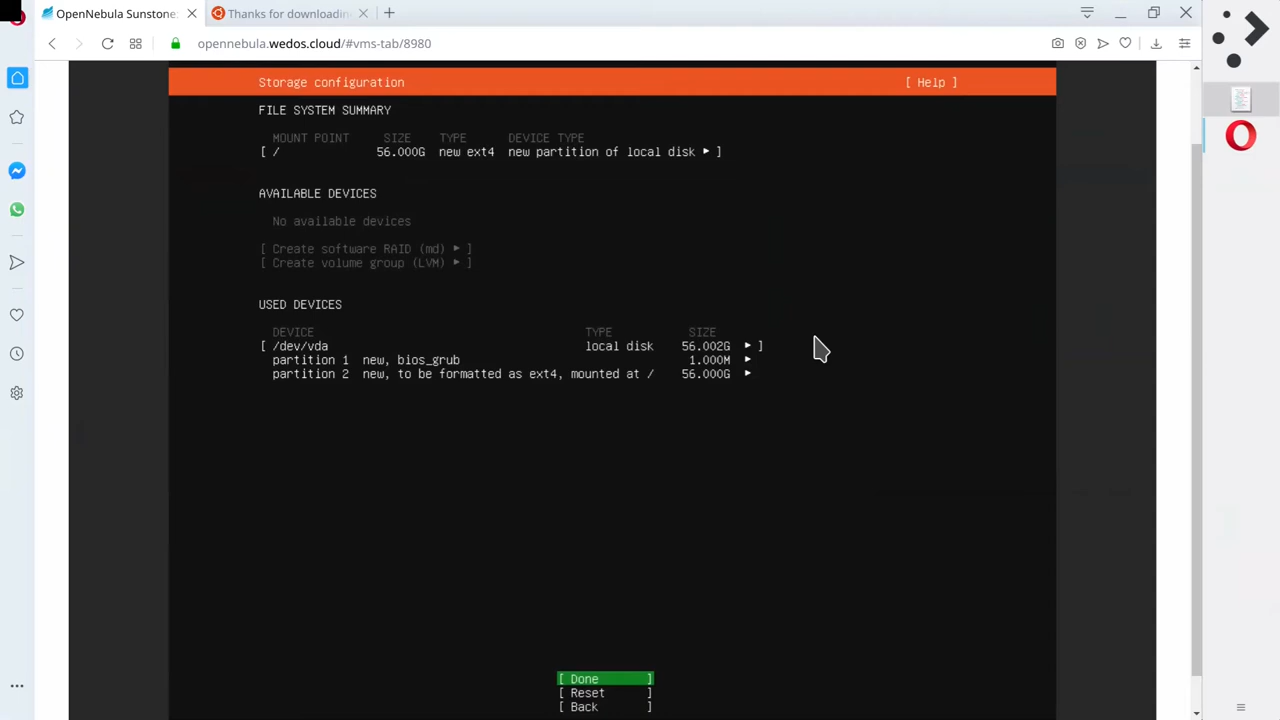 OpenNebula Sunstone:
Thanks for downloadin
opennebula.wedos.cloud/#vms-tab/8980
Storage configuration [ Help ]
FILE SYSTEM SUMMARY
MOUNT POINT SIZE TYPE DEVICE TYPE
[ / 56.000G new ext4 new partition of local disk ▸ ]
AVAILABLE DEVICES
No available devices
[ Create software RAID (md) ▸ ]
[ Create volume group (LVM) ▸ ]
USED DEVICES
DEVICE TYPE SIZE
[ /dev/vda local disk 56.002G ▸ ]
partition 1 new, bios_grub 1.000M ▸
partition 2 new, to be formatted as ext4, mounted at / 56.000G ▸
[ Done ]
[ Reset ]
[ Back ]